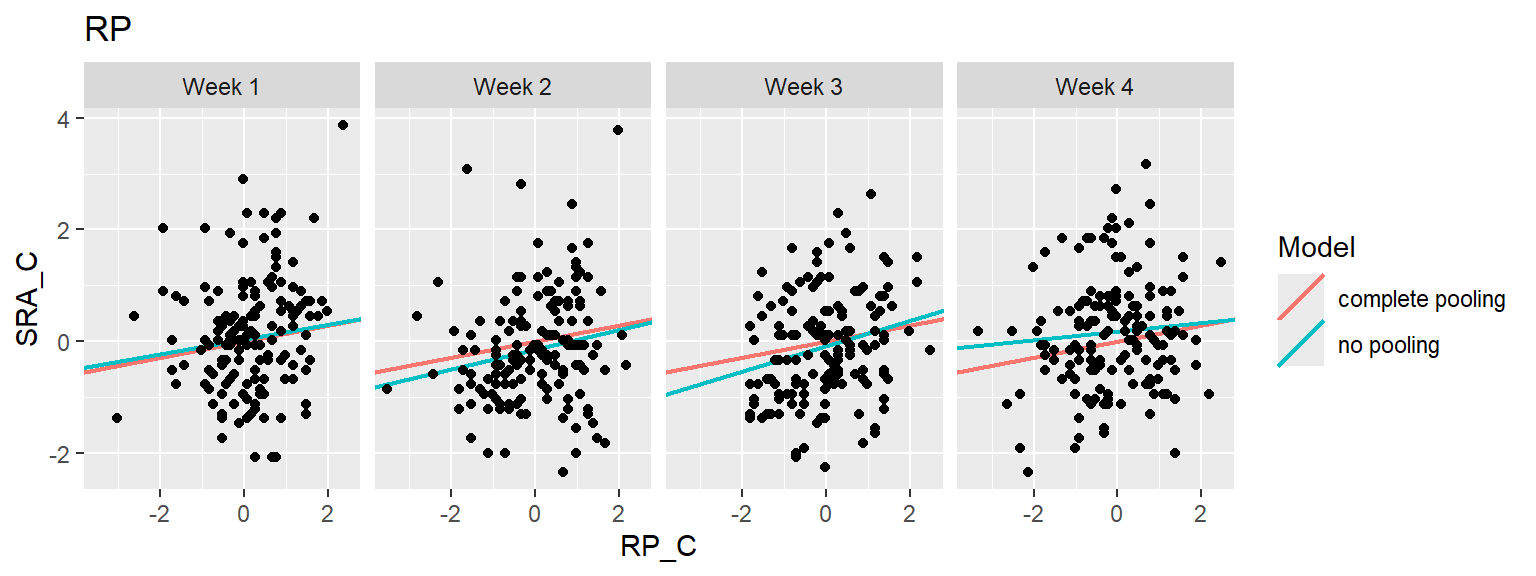 RP
Week 1 Week 2 Week 3 Week 4
4
2
0
-2
SRA_C
-2 0 2 -2 0 2 -2 0 2 -2 0 2
RP_C
Model
complete pooling
no pooling